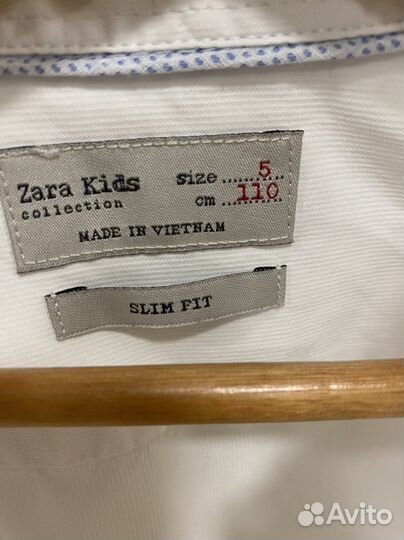 Zara Kids
collection
size ..... 5 .....
cm ... 110 ...
MADE IN VIETNAM
SLIM FIT
Avito